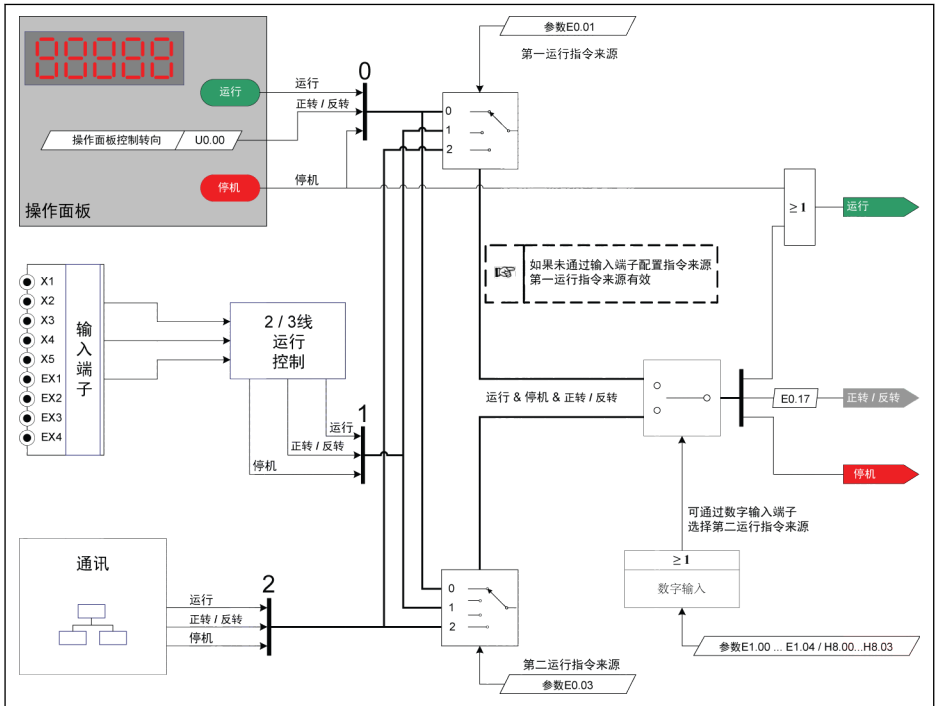 参数E0.01
第一运行指令来源
88888
运行
操作面板控制转向 U0.00
停机
操作面板
0
运行
正转 / 反转
停机
0
1
2
≥1
运行
如果未通过输入端子配置指令来源
第一运行指令来源有效
X1
X2
X3
X4
X5
EX1
EX2
EX3
EX4
输入端子
2 / 3线
运行
控制
1
运行
正转 / 反转
停机
运行 & 停机 & 正转 / 反转
E0.17
正转 / 反转
停机
可通过数字输入端子
选择第二运行指令来源
≥1
数字输入
参数E1.00 ... E1.04 / H8.00...H8.03
通讯
2
运行
正转 / 反转
停机
0
1
2
第二运行指令来源
参数E0.03